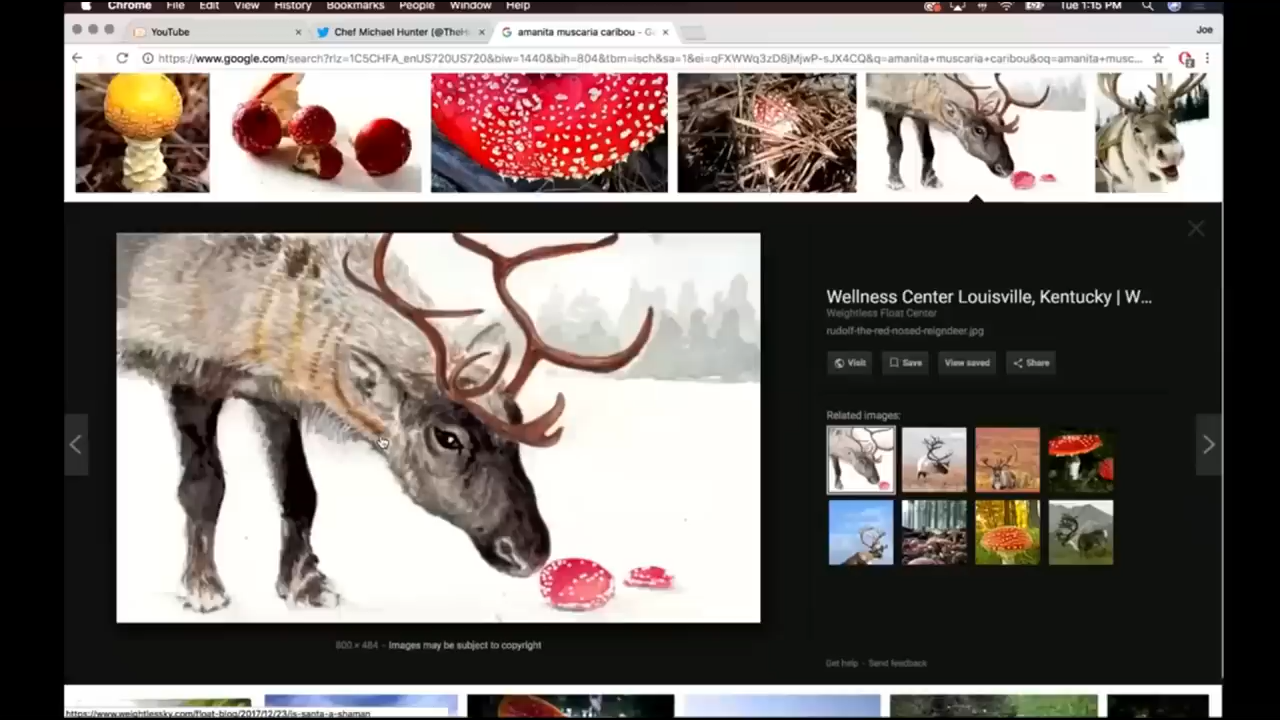 Chrome File Edit View History Bookmarks People Window Help Tue 1:15 PM
YouTube
Chef Michael Hunter (@TheH
amanita muscaria caribou - G
Joe
https://www.google.com/search?rlz=1C5CHFA_enUS720US720&biw=1440&bih=804&tbm=isch&sa=1&ei=qFXWWq3zD8jMjwP-sJX4CQ&q=amanita+muscaria+caribou&oq=amanita+musc...
Wellness Center Louisville, Kentucky | W...
Weightless Float Center
rudolf-the-red-nosed-reigndeer.jpg
Visit Save View saved Share
Related images:
800 × 484 - Images may be subject to copyright
Get help - Send feedback
https://www.weightlessky.com/float-blog/2017/12/23/is-santa-a-shaman